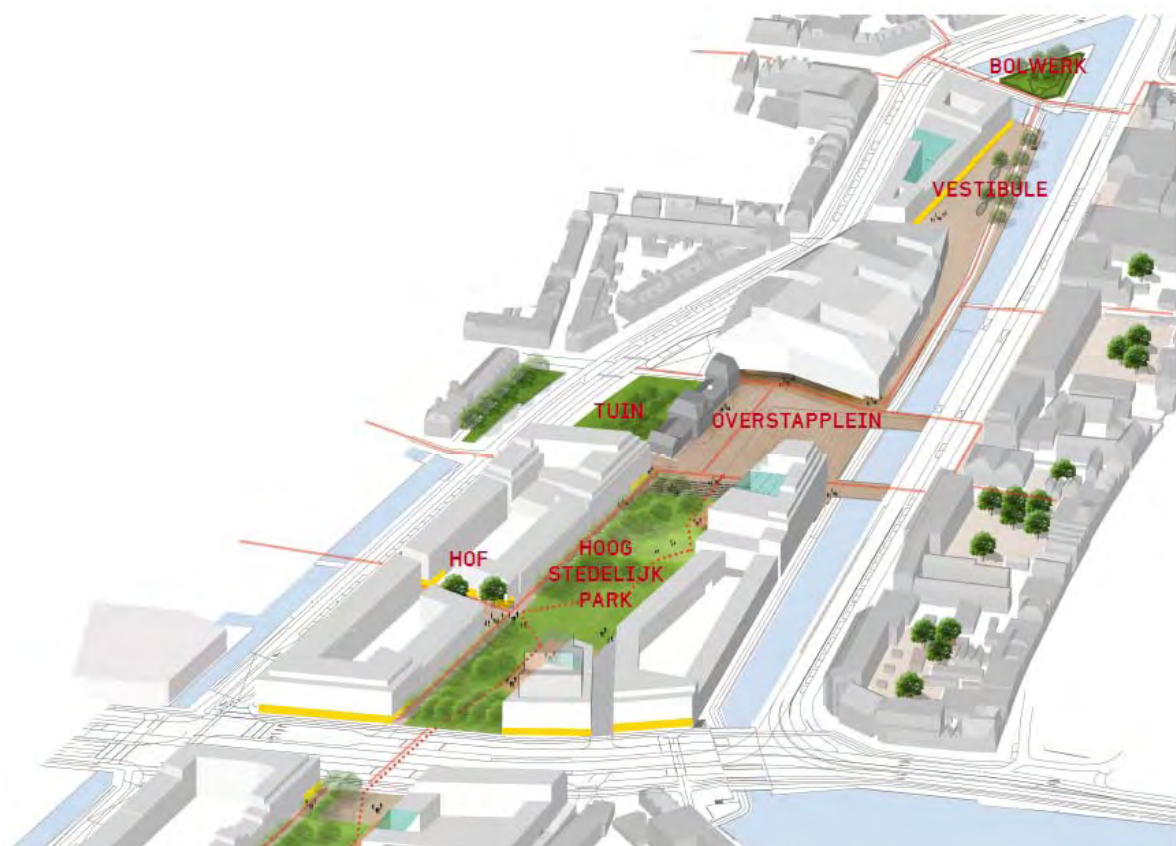 BOLWERK
VESTIBULE
TUIN
OVERSTAPPLEIN
HOF
HOOG
STEDELIJK
PARK